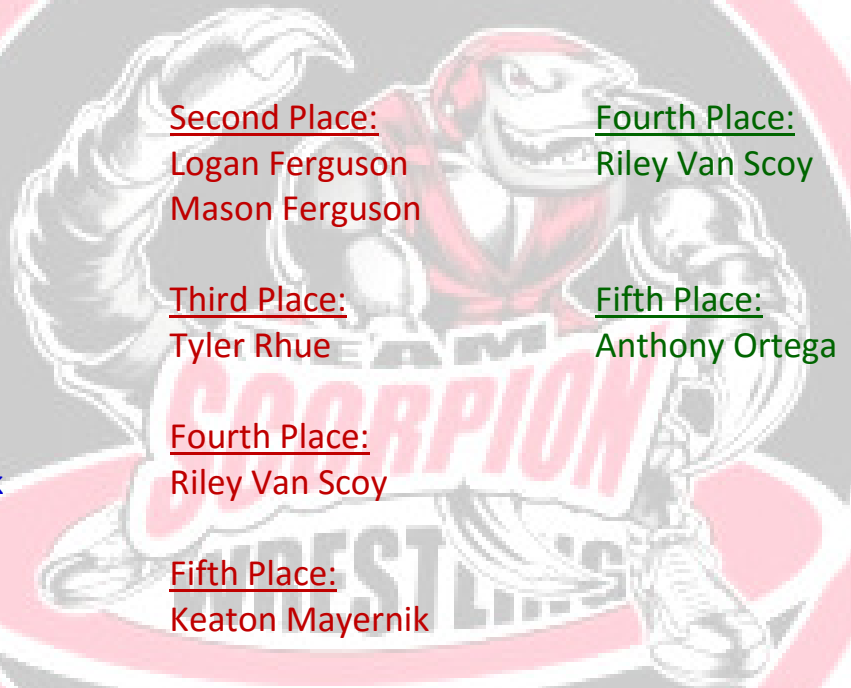 Second Place:
Logan Ferguson
Mason Ferguson
Third Place:
Tyler Rhue
Fourth Place:
Riley Van Scoy
Fifth Place:
Keaton Mayernik
Fourth Place:
Riley Van Scoy
Fifth Place:
Anthony Ortega
TEAM
SCORPION
WRESTLING